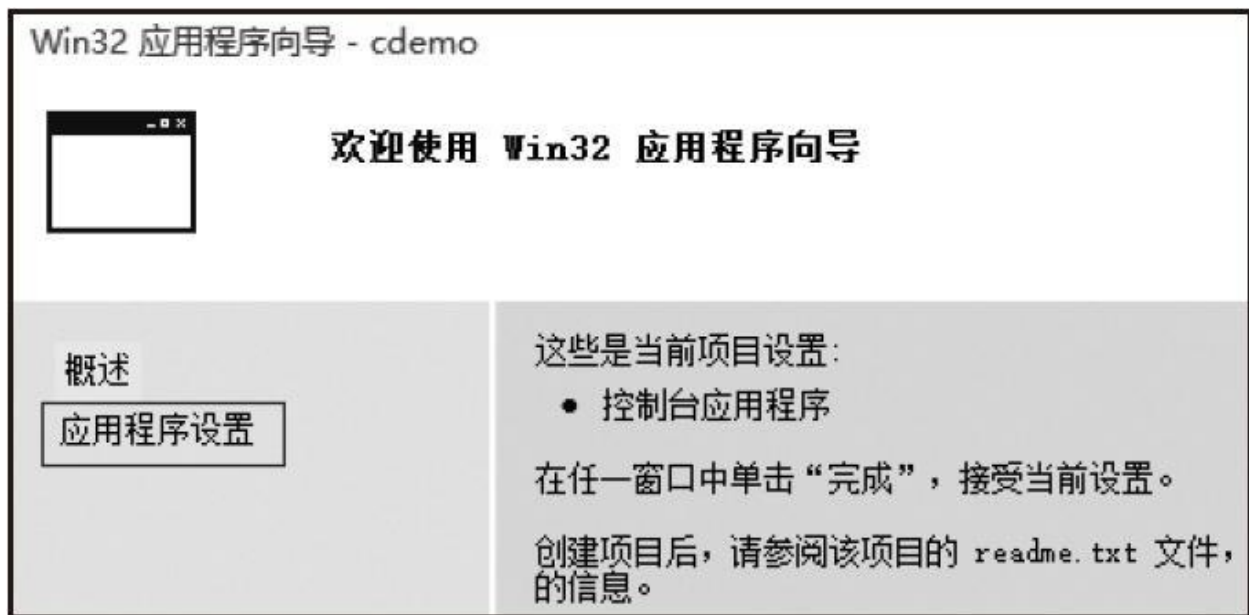 Win32 应用程序向导 - cdemo
欢迎使用 Win32 应用程序向导
概述
应用程序设置
这些是当前项目设置:
• 控制台应用程序
在任一窗口中单击“完成”，接受当前设置。
创建项目后，请参阅该项目的 readme.txt 文件，
的信息。